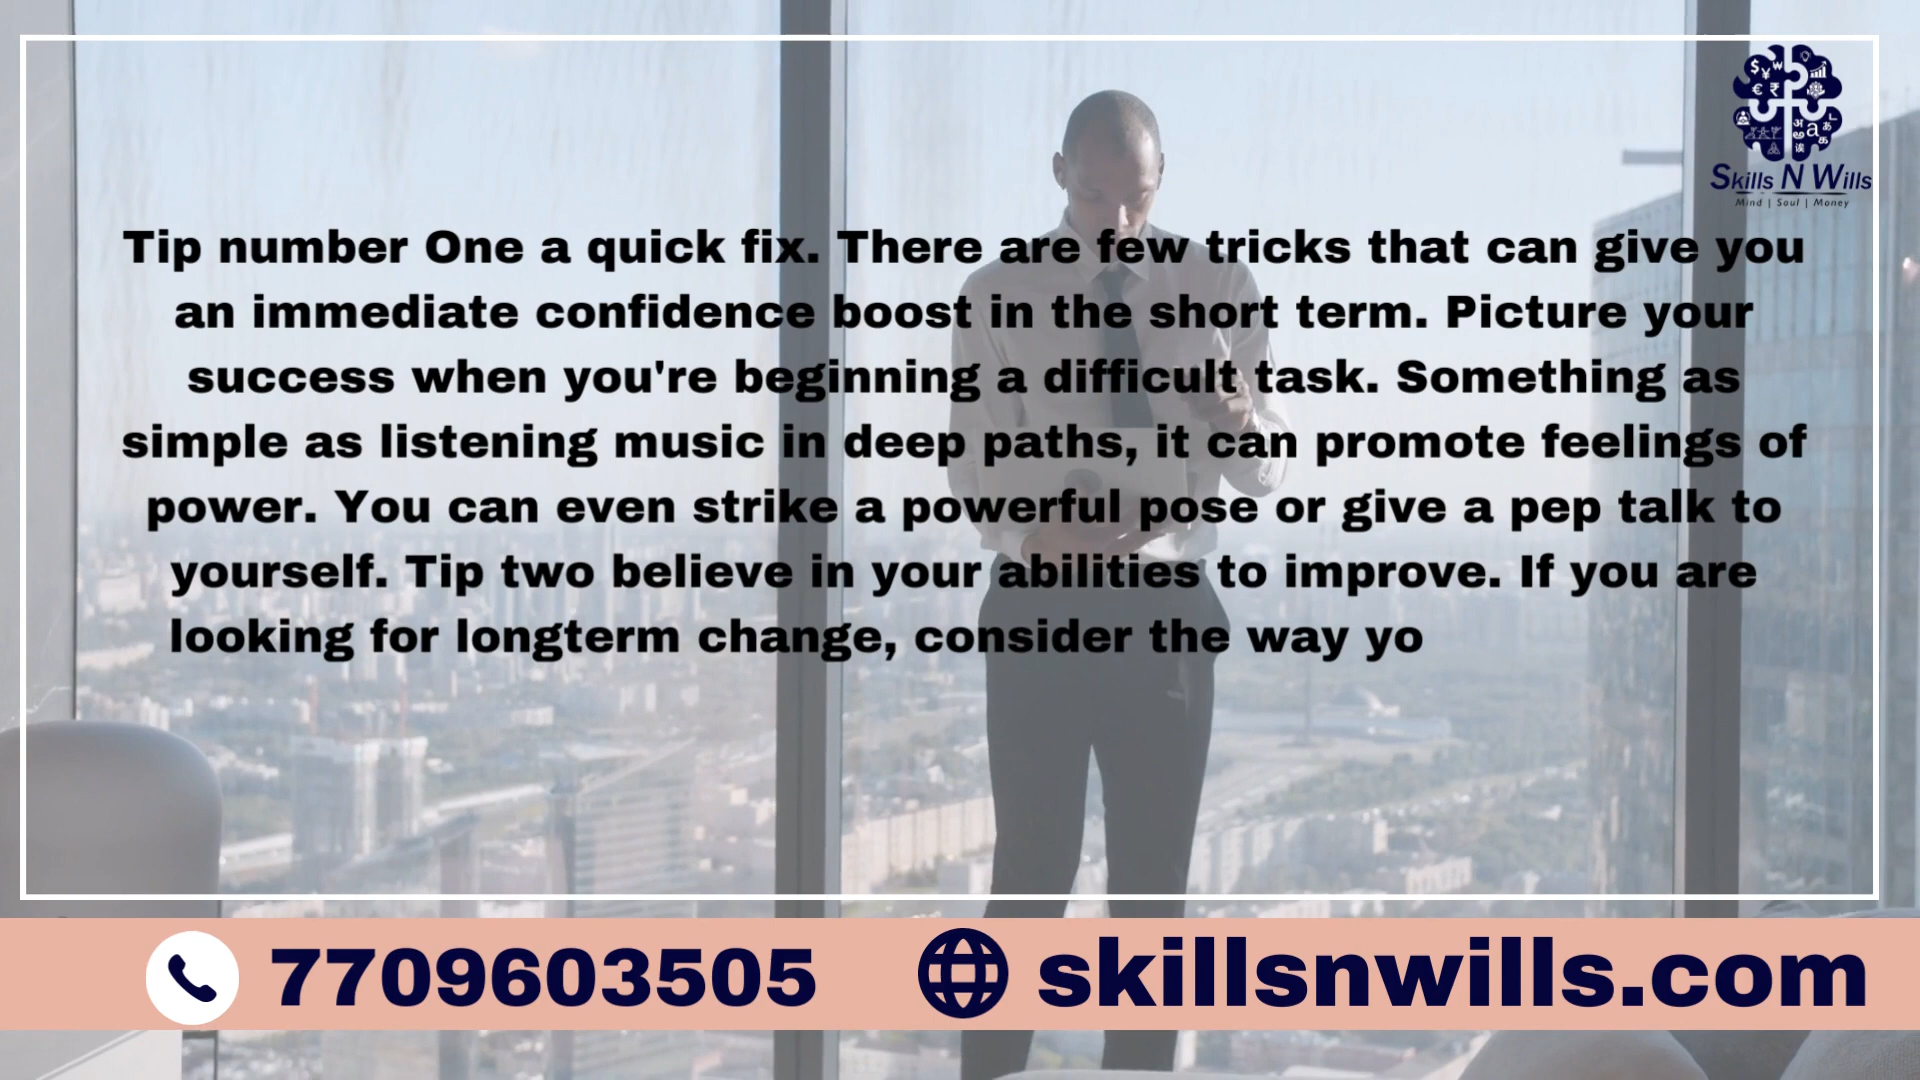 Skills N Wills
Mind | Soul | Money
Tip number One a quick fix. There are few tricks that can give you
an immediate confidence boost in the short term. Picture your
success when you're beginning a difficult task. Something as
simple as listening music in deep paths, it can promote feelings of
power. You can even strike a powerful pose or give a pep talk to
yourself. Tip two believe in your abilities to improve. If you are
looking for longterm change, consider the way yo
7709603505
skillsnwills.com